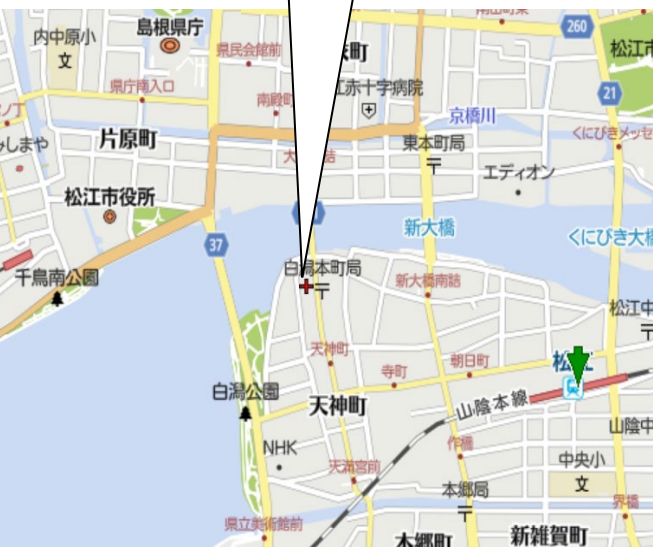 260
島根県庁
内中原小
文
県民会館前
松江市
県庁南入口
江赤十字病院
21
南殿町
京橋川
くにびきメッセ
片原町
東本町局
しまや
エディオン
松江市役所
新大橋
37
くにびき大橋
千鳥南公園
白潟本町局
新大橋南詰
松江中
天神町
朝日町
松江
寺町
白潟公園
天神町
山陰本線
山陰中
NHK
作橋
中央小
文
天満宮前
本郷局
界橋
県立美術館前
本郷町
新雑賀町